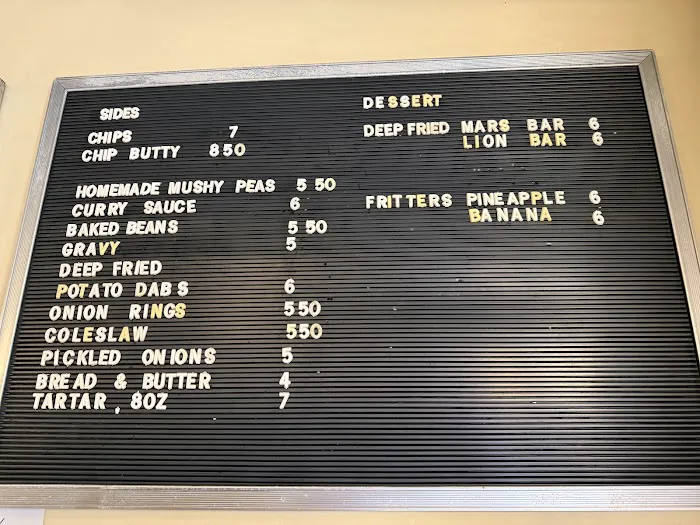 SIDES
CHIPS 7
CHIP BUTTY 8 50
HOMEMADE MUSHY PEAS 5 50
CURRY SAUCE 6
BAKED BEANS 5 50
GRAVY 5
DEEP FRIED
POTATO DABS 6
ONION RINGS 5 50
COLESLAW 5 50
PICKLED ONIONS 5
BREAD & BUTTER 4
TARTAR , 8OZ 7
DESSERT
DEEP FRIED MARS BAR 6
LION BAR 6
FRITTERS PINEAPPLE 6
BANANA 6